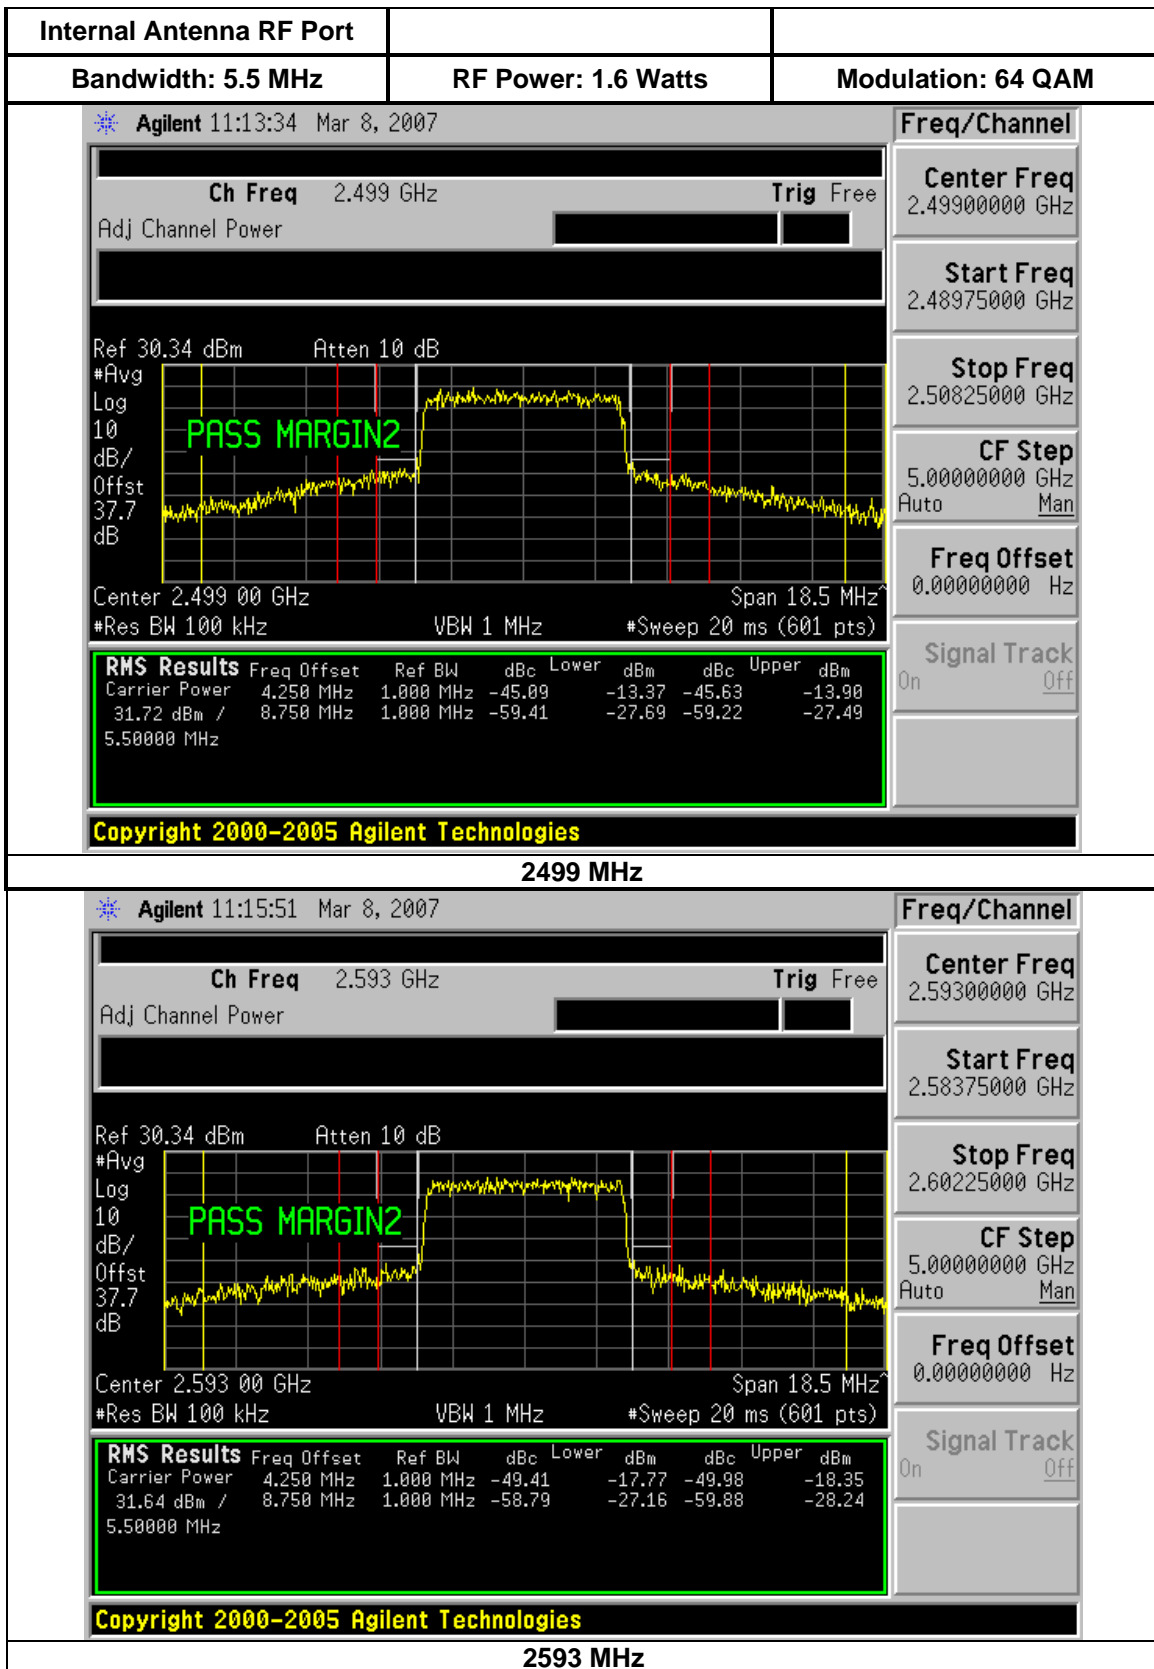 Internal Antenna RF Port
Bandwidth: 5.5 MHz RF Power: 1.6 Watts Modulation: 64 QAM
Agilent 11:13:34 Mar 8, 2007 Freq/Channel
Ch Freq 2.499 GHz Trig Free
Adj Channel Power
Center Freq
2.49900000 GHz
Start Freq
2.48975000 GHz
Stop Freq
2.50825000 GHz
CF Step
5.00000000 GHz
Auto Man
Freq Offset
0.00000000 Hz
Signal Track
On Off
Ref 30.34 dBm Atten 10 dB
#Avg
Log
10
dB/
Offst
37.7
dB
PASS MARGIN2
Center 2.499 00 GHz Span 18.5 MHz^
#Res BW 100 kHz VBW 1 MHz #Sweep 20 ms (601 pts)
RMS Results Freq Offset Ref BW dBc Lower dBm dBc Upper dBm
Carrier Power 4.250 MHz 1.000 MHz -45.09 -13.37 -45.63 -13.90
31.72 dBm / 8.750 MHz 1.000 MHz -59.41 -27.69 -59.22 -27.49
5.50000 MHz
Copyright 2000-2005 Agilent Technologies
2499 MHz
Agilent 11:15:51 Mar 8, 2007 Freq/Channel
Ch Freq 2.593 GHz Trig Free
Adj Channel Power
Center Freq
2.59300000 GHz
Start Freq
2.58375000 GHz
Stop Freq
2.60225000 GHz
CF Step
5.00000000 GHz
Auto Man
Freq Offset
0.00000000 Hz
Signal Track
On Off
Ref 30.34 dBm Atten 10 dB
#Avg
Log
10
dB/
Offst
37.7
dB
PASS MARGIN2
Center 2.593 00 GHz Span 18.5 MHz^
#Res BW 100 kHz VBW 1 MHz #Sweep 20 ms (601 pts)
RMS Results Freq Offset Ref BW dBc Lower dBm dBc Upper dBm
Carrier Power 4.250 MHz 1.000 MHz -49.41 -17.77 -49.98 -18.35
31.64 dBm / 8.750 MHz 1.000 MHz -58.79 -27.16 -59.88 -28.24
5.50000 MHz
Copyright 2000-2005 Agilent Technologies
2593 MHz